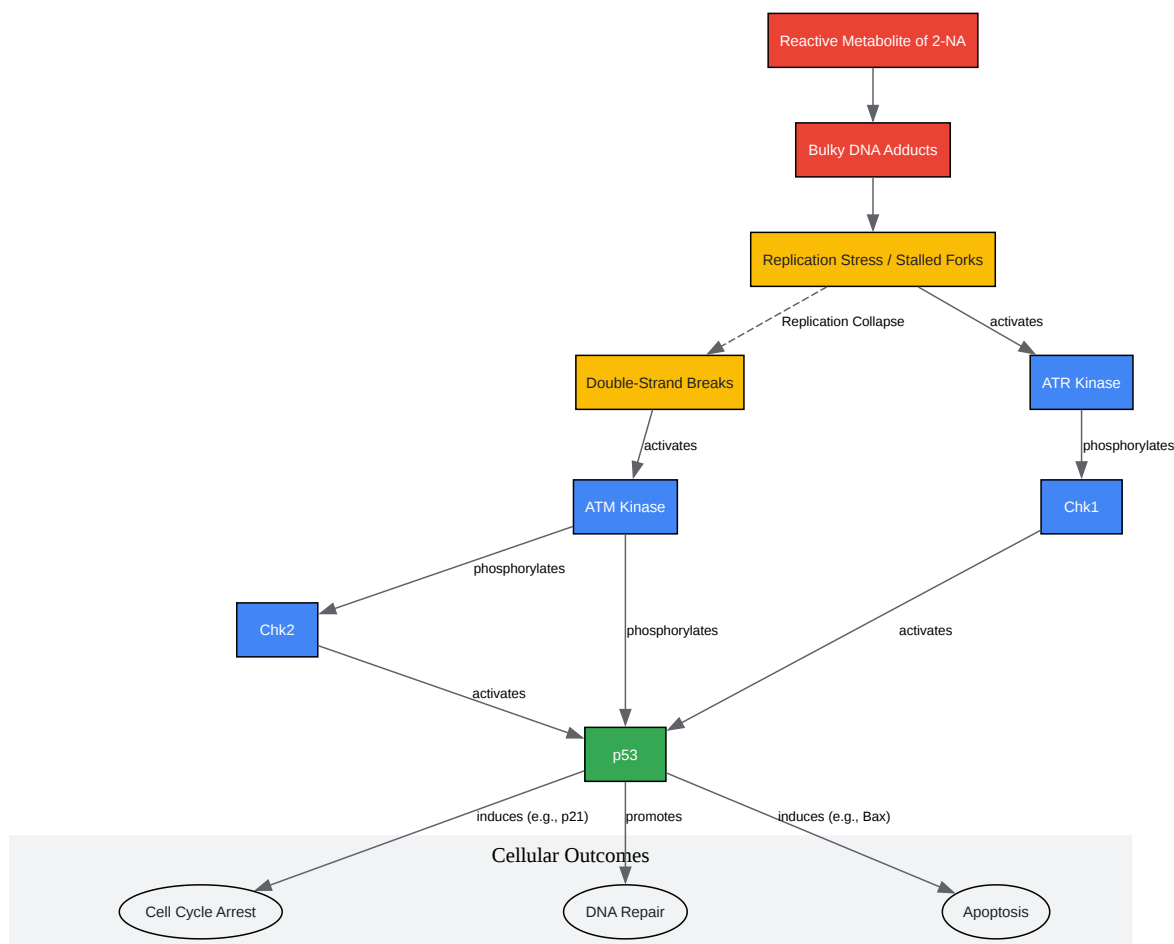 Reactive Metabolite of 2-NA
Bulky DNA Adducts
Replication Stress / Stalled Forks
Replication Collapse
activates
Double-Strand Breaks
ATR Kinase
activates
phosphorylates
ATM Kinase
Chk1
phosphorylates
Chk2
phosphorylates
activates
activates
p53
induces (e.g., p21)
promotes
induces (e.g., Bax)
Cellular Outcomes
Cell Cycle Arrest
DNA Repair
Apoptosis